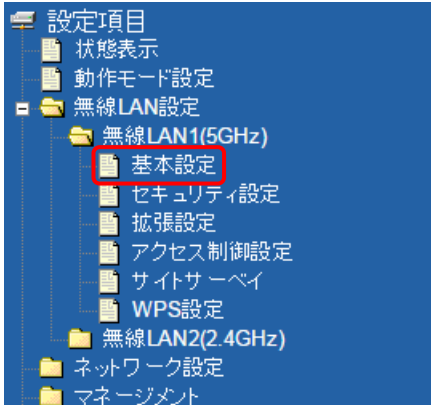 設定項目
状態表示
動作モード設定
無線LAN設定
無線LAN1(5GHz)
基本設定
セキュリティ設定
拡張設定
アクセス制御設定
サイトサーベイ
WPS設定
無線LAN2(2.4GHz)
ネットワーク設定
マネージメント